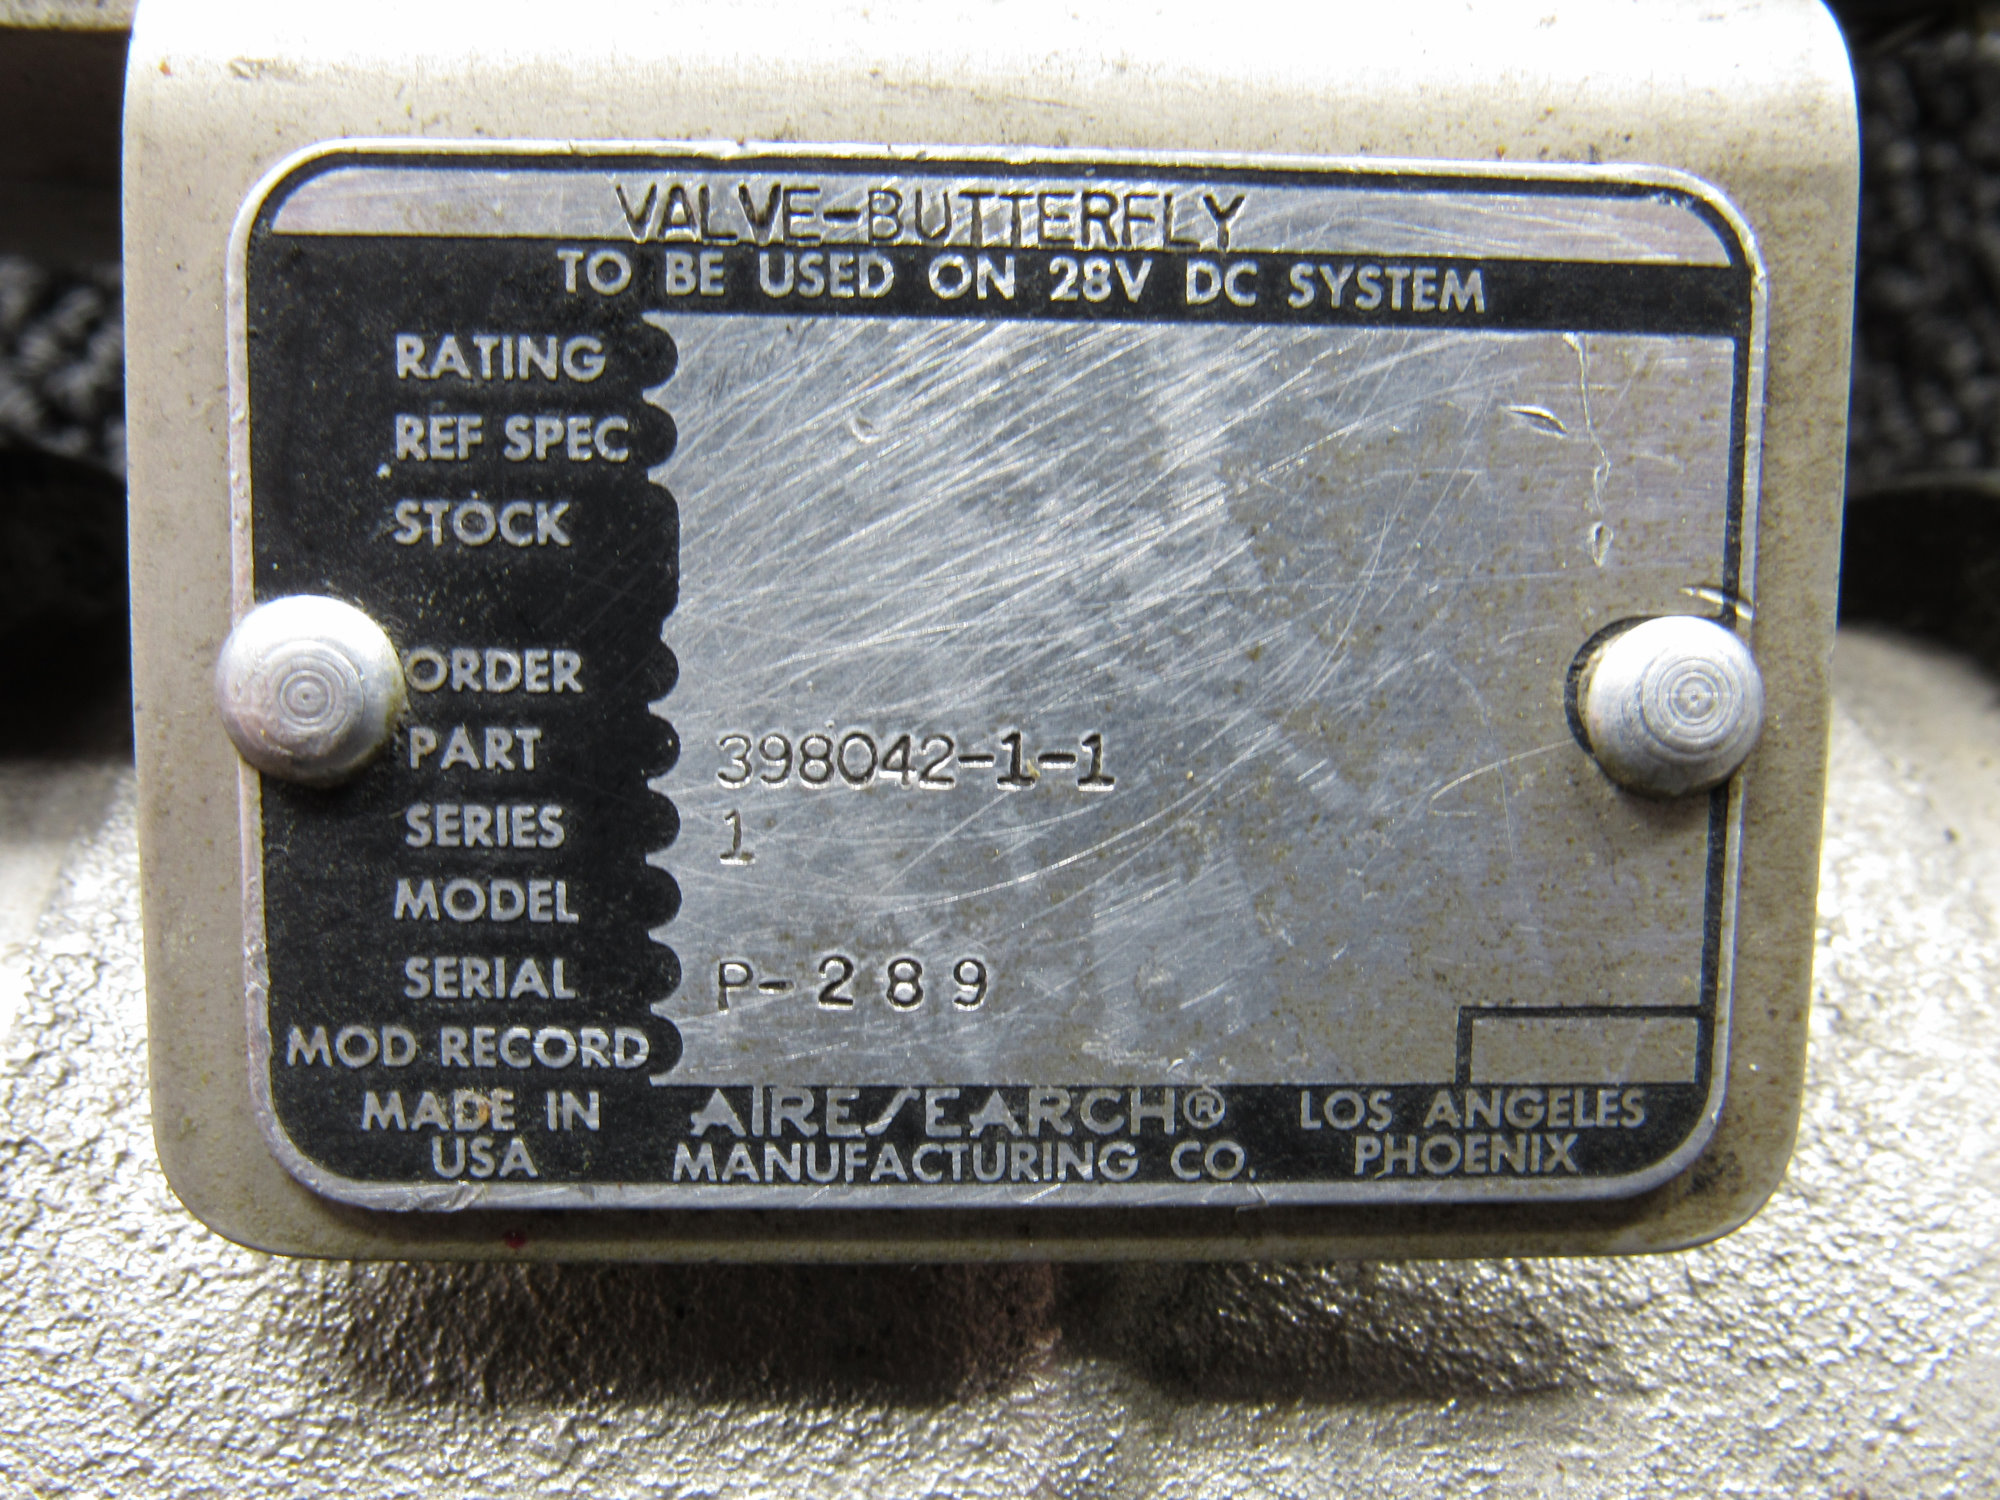 VALVE-BUTTERFLY
TO BE USED ON 28V DC SYSTEM
RATING
REF SPEC
STOCK
ORDER
PART 398042-1-1
SERIES 1
MODEL
SERIAL P-289
MOD RECORD
MADE IN USA
AIRESEARCH®
MANUFACTURING CO.
LOS ANGELES
PHOENIX